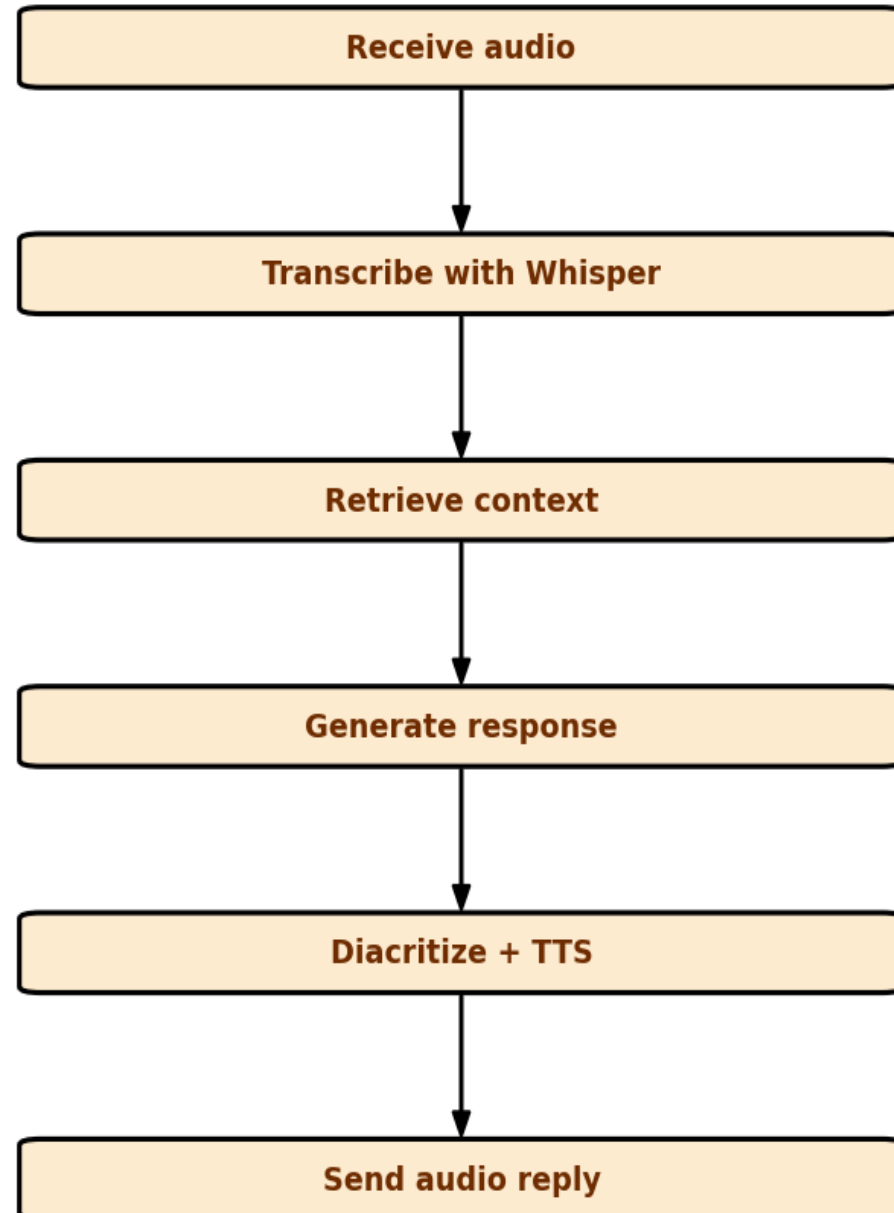 Receive audio
Transcribe with Whisper
Retrieve context
Generate response
Diacritize + TTS
Send audio reply